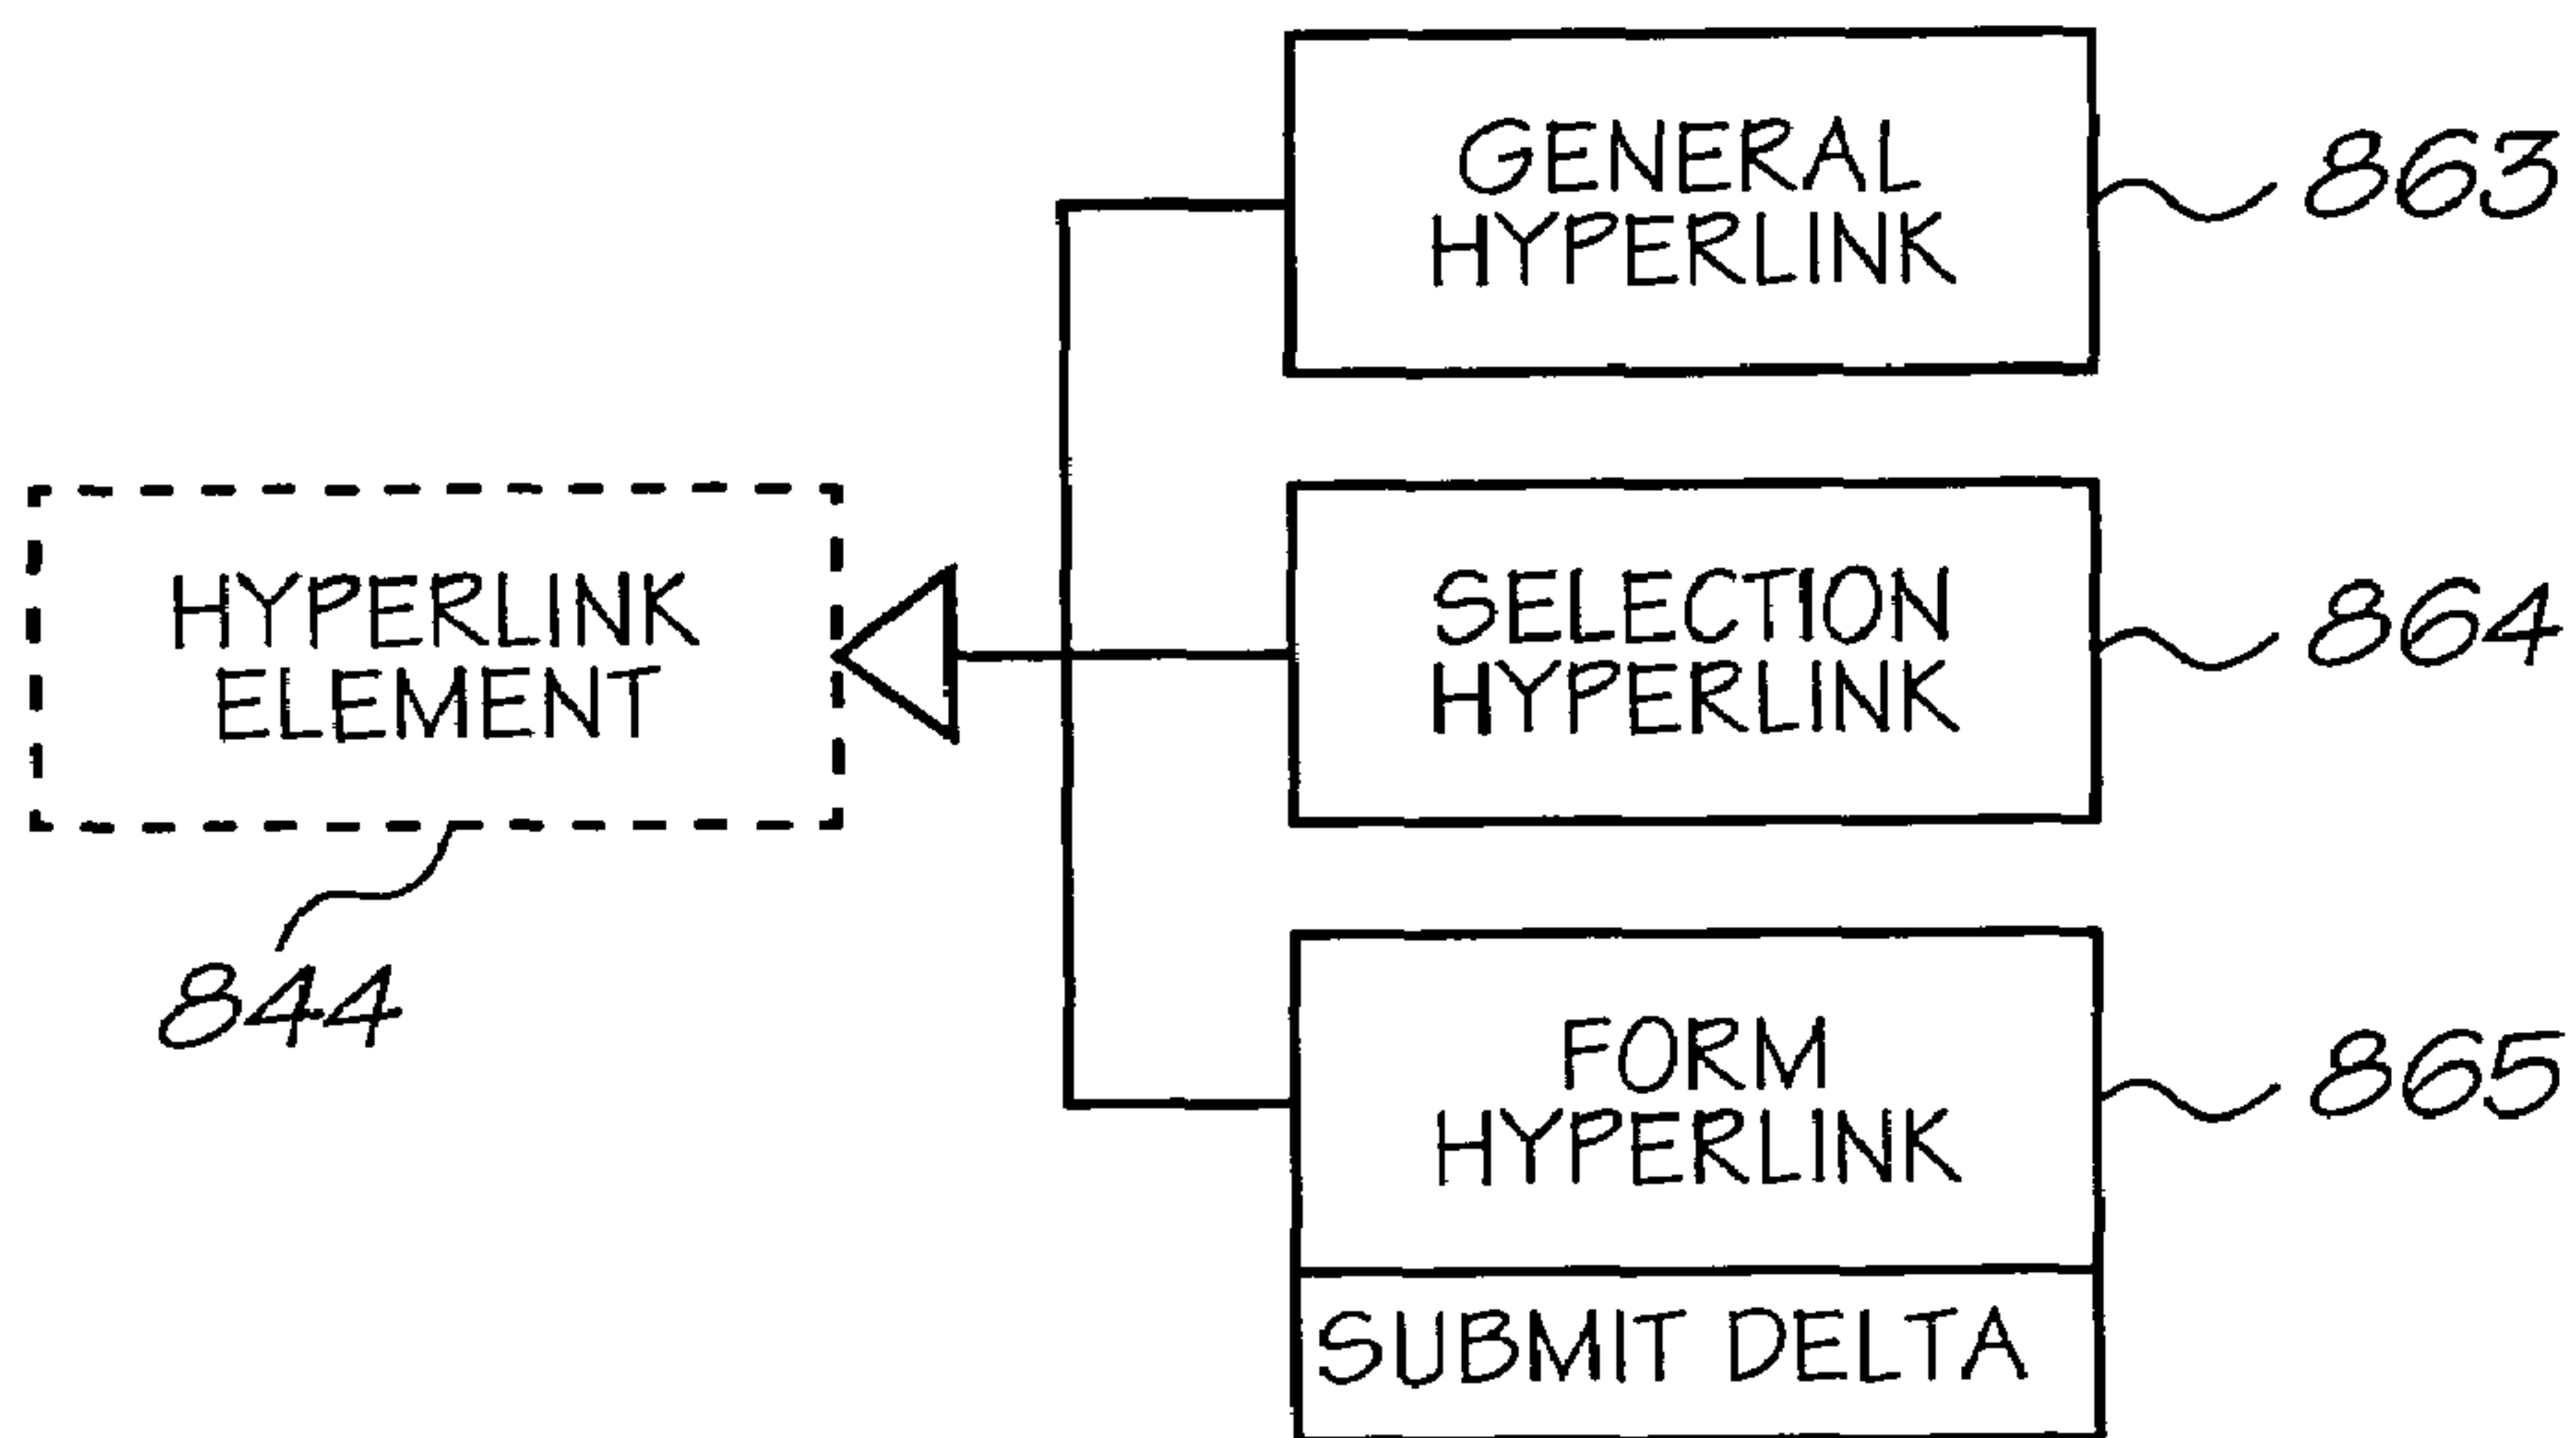 GENERAL
HYPERLINK
863
HYPERLINK
ELEMENT
844
SELECTION
HYPERLINK
864
FORM
HYPERLINK
865
SUBMIT DELTA